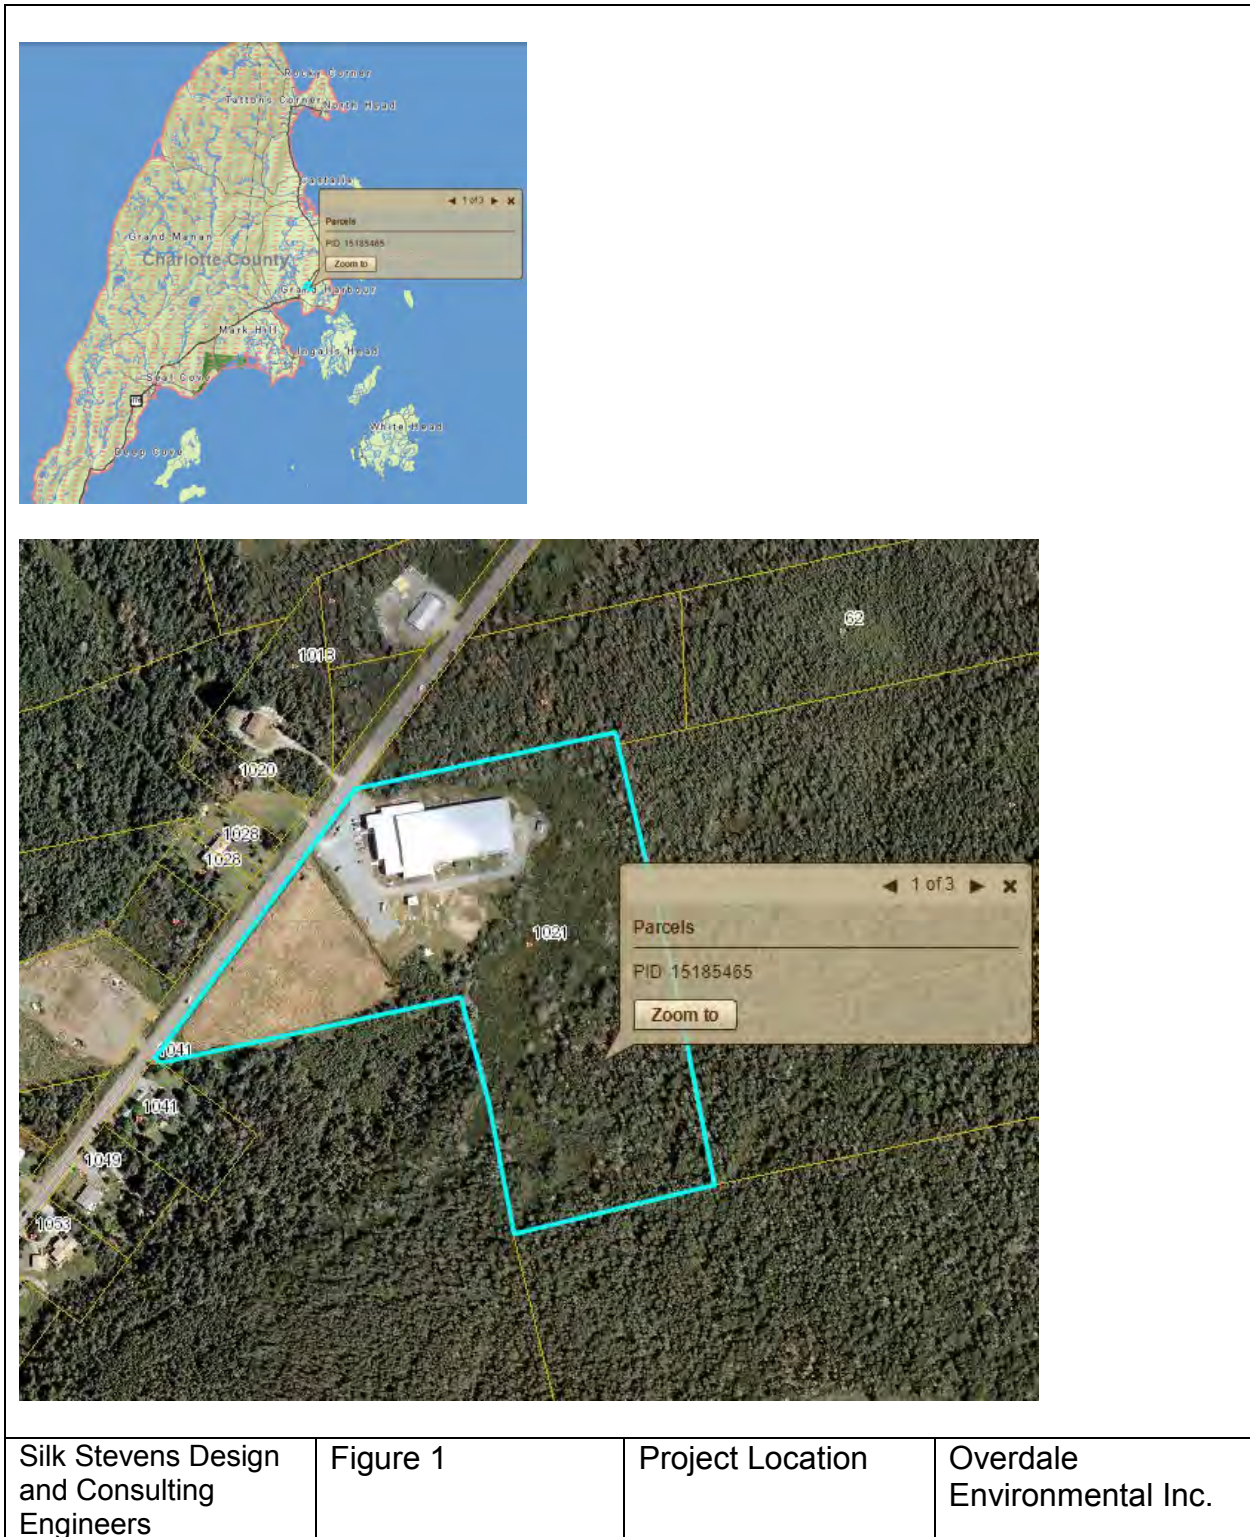 Rocky Corner
Tattons Corner
North Head
◄ 1 of 3 ► ✖
Parcels
PID 15185465
Zoom to
Grand Manan
Charlotte County
Grand Harbour
Mark Hill
Ingalls Head
Seal Cove
White Head
Deep Cove
62
1018
1020
1028
1028
1021
◄ 1 of 3 ► ✖
Parcels
PID 15185465
Zoom to
1041
1041
1049
1053
Silk Stevens Design
and Consulting
Engineers
Figure 1
Project Location
Overdale
Environmental Inc.